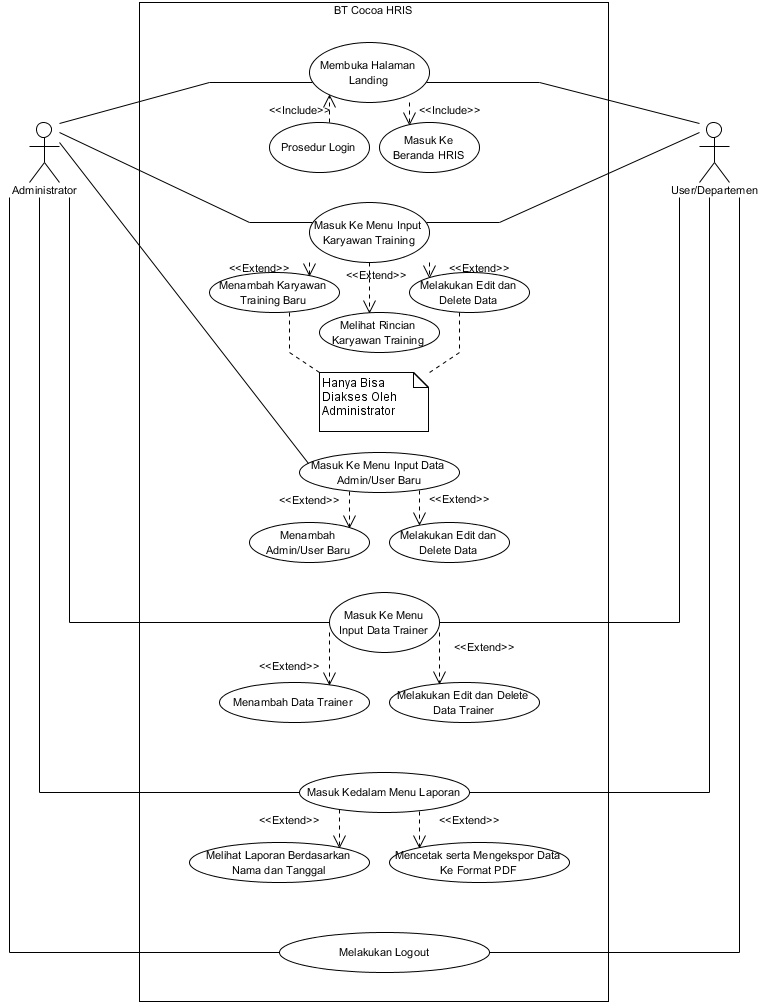 BT Cocoa HRIS
Membuka Halaman
Landing
<<Include>>
<<Include>>
Prosedur Login
Masuk Ke
Beranda HRIS
Administrator
User/Departemen
Masuk Ke Menu Input
Karyawan Training
<<Extend>>
<<Extend>>
<<Extend>>
Menambah Karyawan
Training Baru
Melihat Rincian
Karyawan Training
Melakukan Edit dan
Delete Data
Hanya Bisa
Diakses Oleh
Administrator
Masuk Ke Menu Input Data
Admin/User Baru
<<Extend>>
<<Extend>>
Menambah
Admin/User Baru
Melakukan Edit dan
Delete Data
Masuk Ke Menu
Input Data Trainer
<<Extend>>
<<Extend>>
Menambah Data Trainer
Melakukan Edit dan Delete
Data Trainer
Masuk Kedalam Menu Laporan
<<Extend>>
<<Extend>>
Melihat Laporan Berdasarkan
Nama dan Tanggal
Mencetak serta Mengekspor Data
Ke Format PDF
Melakukan Logout